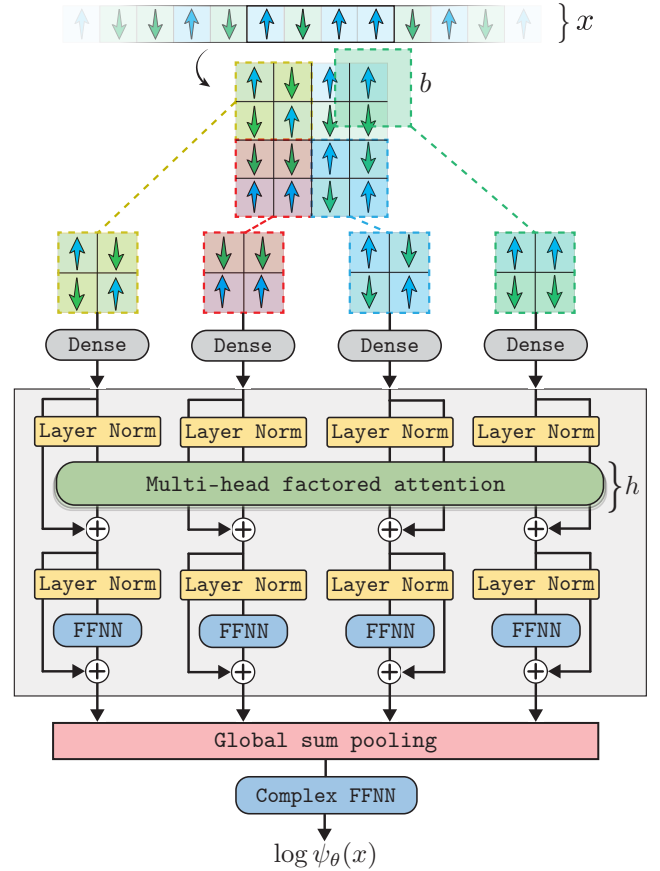 x
b
Dense Dense Dense Dense
Layer Norm Layer Norm Layer Norm Layer Norm
Multi-head factored attention
h
Layer Norm Layer Norm Layer Norm Layer Norm
FFNN FFNN FFNN FFNN
Global sum pooling
Complex FFNN
log ψ_θ(x)